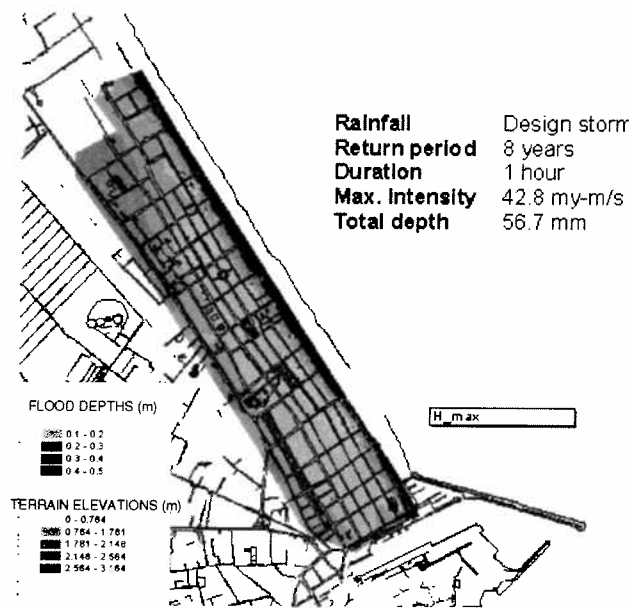 Rainfall Design storm
Return period 8 years
Duration 1 hour
Max. Intensity 42.8 my-m/s
Total depth 56.7 mm
FLOOD DEPTHS (m)
0.1 - 0.2
0.2 - 0.3
0.3 - 0.4
0.4 - 0.5
H_max
TERRAIN ELEVATIONS (m)
0 - 0.764
0.764 - 1.781
1.781 - 2.148
2.148 - 2.564
2.564 - 3.164